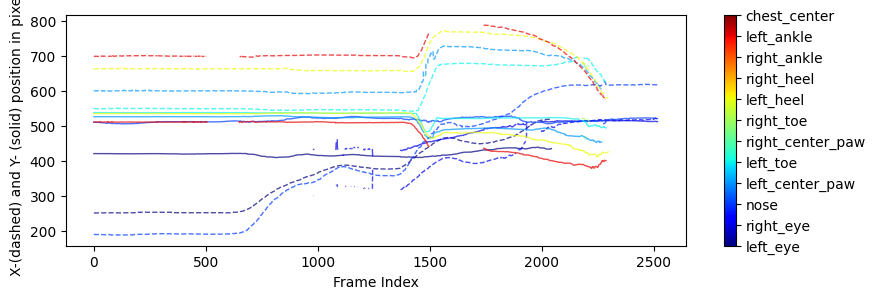 X-(dashed) and Y- (solid) position in pixe
800
700
600
500
400
300
200
0
500
1000
1500
2000
2500
Frame Index
chest_center
left_ankle
right_ankle
right_heel
left_heel
right_toe
right_center_paw
left_toe
left_center_paw
nose
right_eye
left_eye